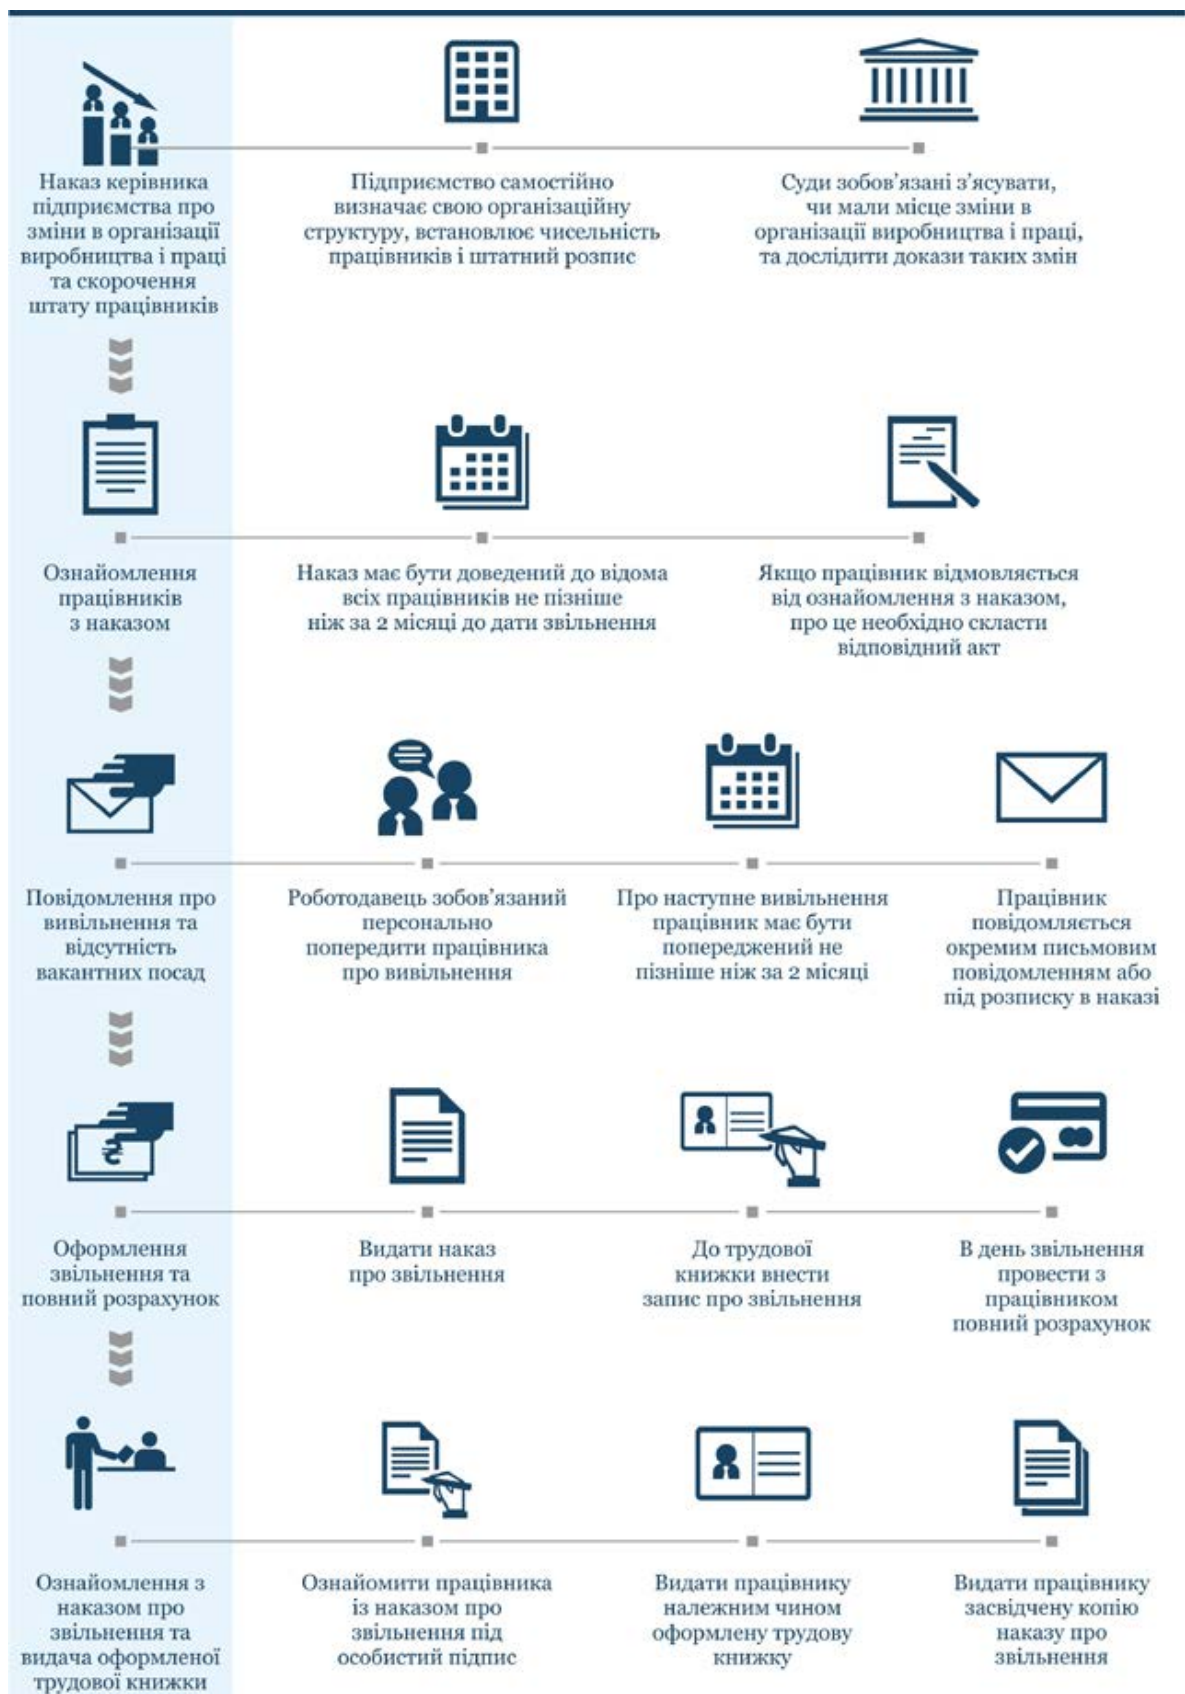 Наказ керівника
підприємства про
зміни в організації
виробництва і праці
та скорочення
штату працівників
Підприємство самостійно
визначає свою організаційну
структуру, встановлює чисельність
працівників і штатний розпис
Суди зобов'язані з'ясувати,
чи мали місце зміни в
організації виробництва і праці,
та дослідити докази таких змін
Ознайомлення
працівників
з наказом
Наказ має бути доведений до відома
всіх працівників не пізніше
ніж за 2 місяці до дати звільнення
Якщо працівник відмовляється
від ознайомлення з наказом,
про це необхідно скласти
відповідний акт
Повідомлення про
вивільнення та
відсутність
вакантних посад
Роботодавець зобов'язаний
персонально
попередити працівника
про вивільнення
Про наступне вивільнення
працівник має бути
попереджений не
пізніше ніж за 2 місяці
Працівник
повідомляється
окремим письмовим
повідомленням або
під розписку в наказі
₴
Оформлення
звільнення та
повний розрахунок
Видати наказ
про звільнення
До трудової
книжки внести
запис про звільнення
В день звільнення
провести з
працівником
повний розрахунок
Ознайомлення з
наказом про
звільнення та
видача оформленої
трудової книжки
Ознайомити працівника
із наказом про
звільнення під
особистий підпис
Видати працівнику
належним чином
оформлену трудову
книжку
Видати працівнику
засвідчену копію
наказу про
звільнення